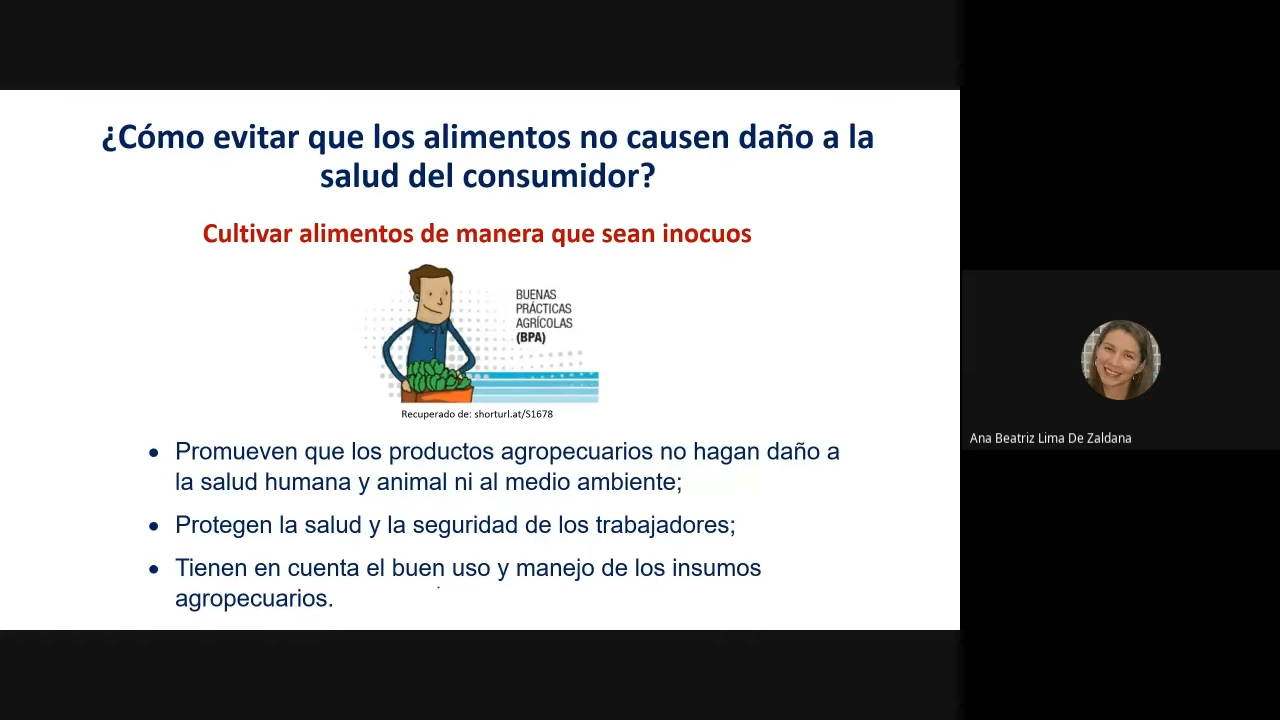 ¿Cómo evitar que los alimentos no causen daño a la
salud del consumidor?
Cultivar alimentos de manera que sean inocuos
BUENAS
PRÁCTICAS
AGRÍCOLAS
(BPA)
Recuperado de: shorturl.at/S1678
• Promueven que los productos agropecuarios no hagan daño a
la salud humana y animal ni al medio ambiente;
• Protegen la salud y la seguridad de los trabajadores;
• Tienen en cuenta el buen uso y manejo de los insumos
agropecuarios.
Ana Beatriz Lima De Zaldana